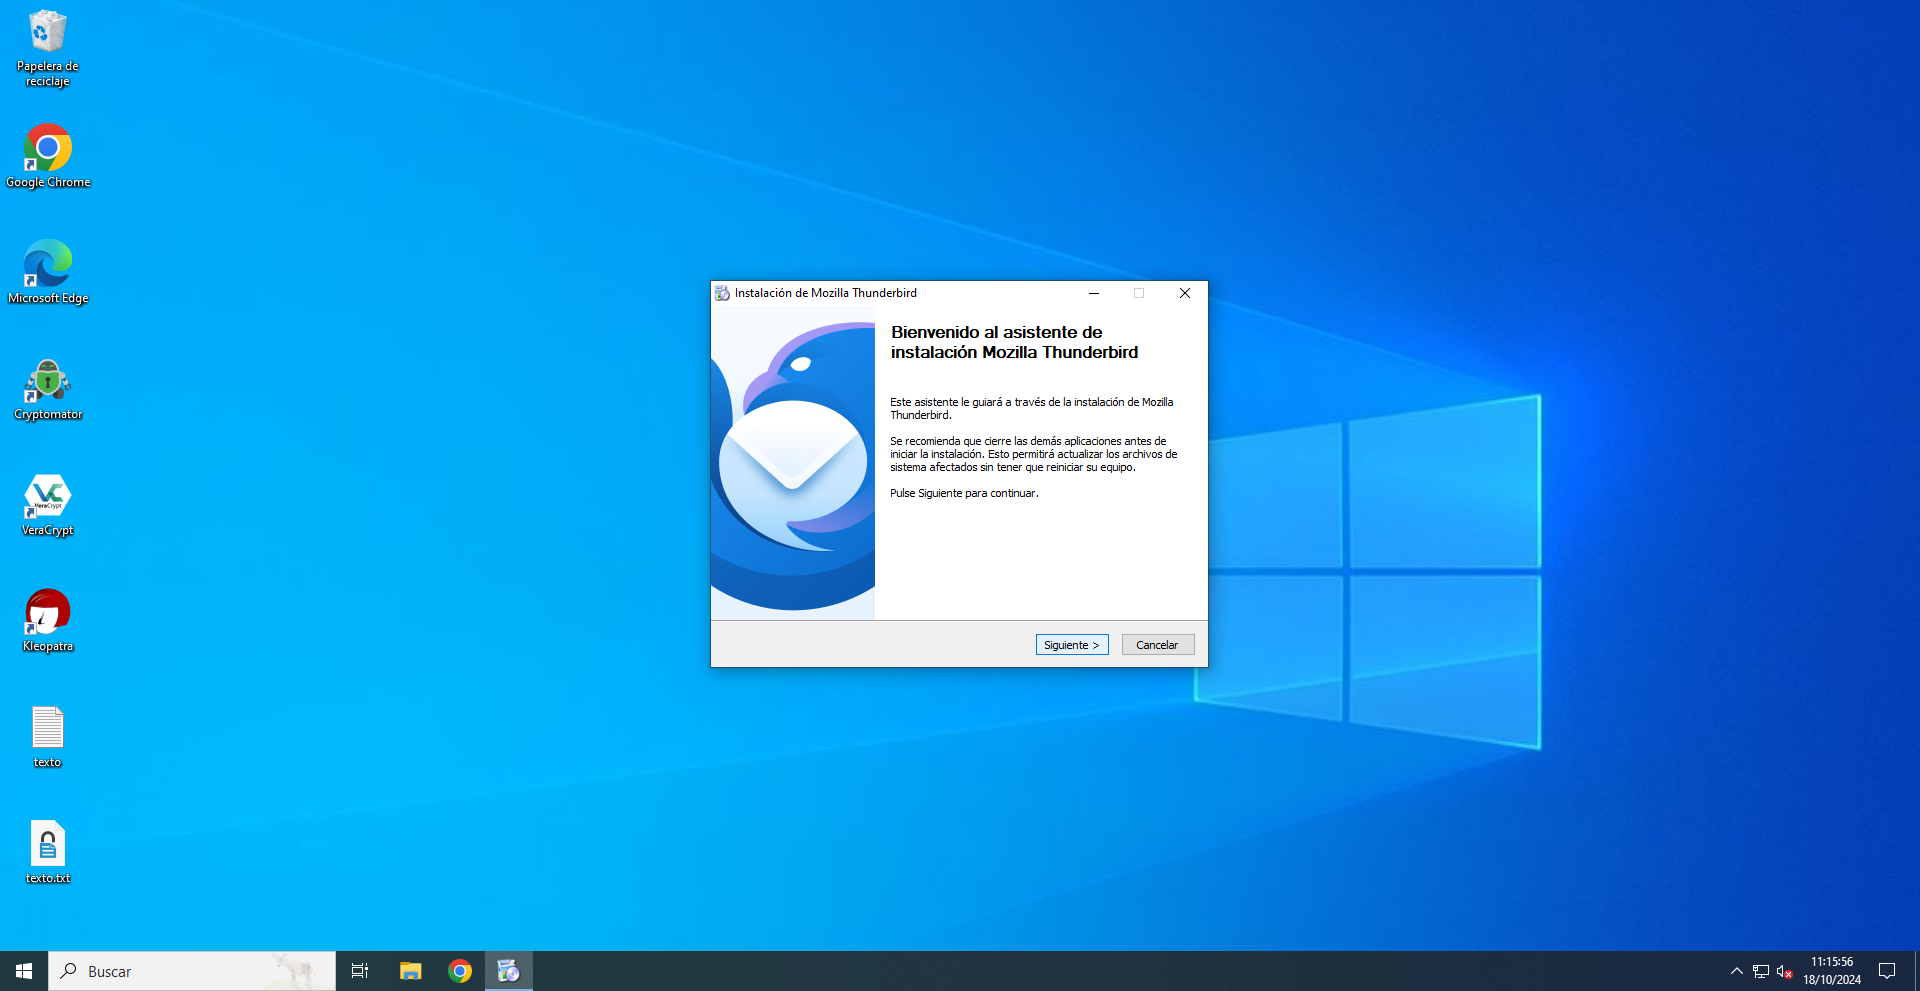 Papelera de
reciclaje
Google Chrome
Microsoft Edge
Cryptomator
VeraCrypt
VeraCrypt
Kleopatra
texto
texto.txt
Instalación de Mozilla Thunderbird
Bienvenido al asistente de
instalación Mozilla Thunderbird
Este asistente le guiará a través de la instalación de Mozilla
Thunderbird.
Se recomienda que cierre las demás aplicaciones antes de
iniciar la instalación. Esto permitirá actualizar los archivos de
sistema afectados sin tener que reiniciar su equipo.
Pulse Siguiente para continuar.
Siguiente >
Cancelar
Buscar
11:15:56
18/10/2024